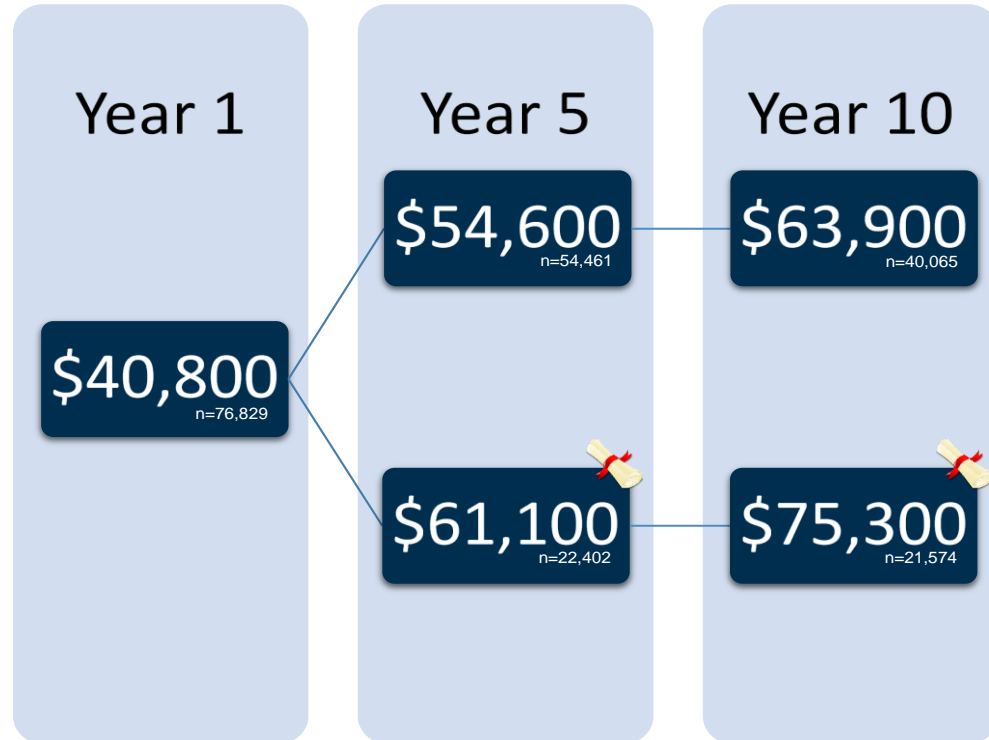 Year 1
$40,800
n=76,829
Year 5
$54,600
n=54,461
$61,100
n=22,402
Year 10
$63,900
n=40,065
$75,300
n=21,574